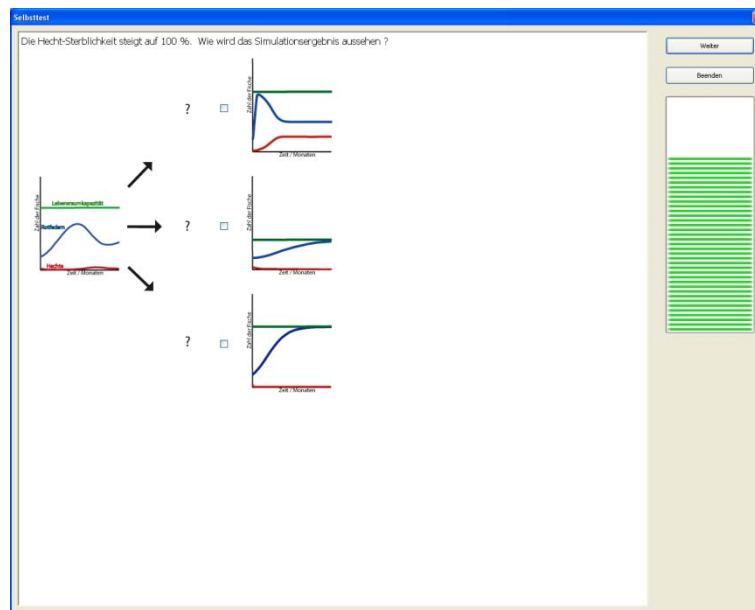 Selbsttest
Die Hecht-Sterblichkeit steigt auf 100 %. Wie wird das Simulationsergebnis aussehen ?
Weiter
Beenden
?
Zahl der Fische
Zeit / Monaten
Zahl der Fische
Lebensraumkapazität
Rotfedern
Hechte
Zeit / Monaten
?
Zahl der Fische
Zeit / Monaten
?
Zahl der Fische
Zeit / Monaten